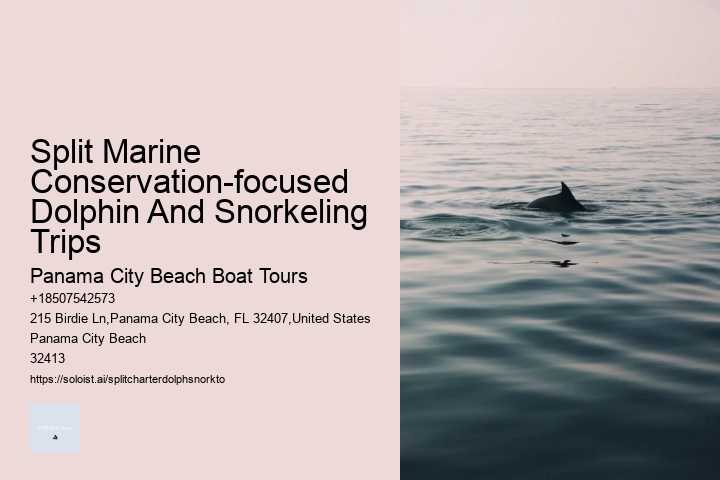 Split Marine
Conservation-focused
Dolphin And Snorkeling
Trips
Panama City Beach Boat Tours
+18507542573
215 Birdie Ln,Panama City Beach, FL 32407,United States
Panama City Beach
32413
https://soloist.ai/splitcharterdolphsnorkto